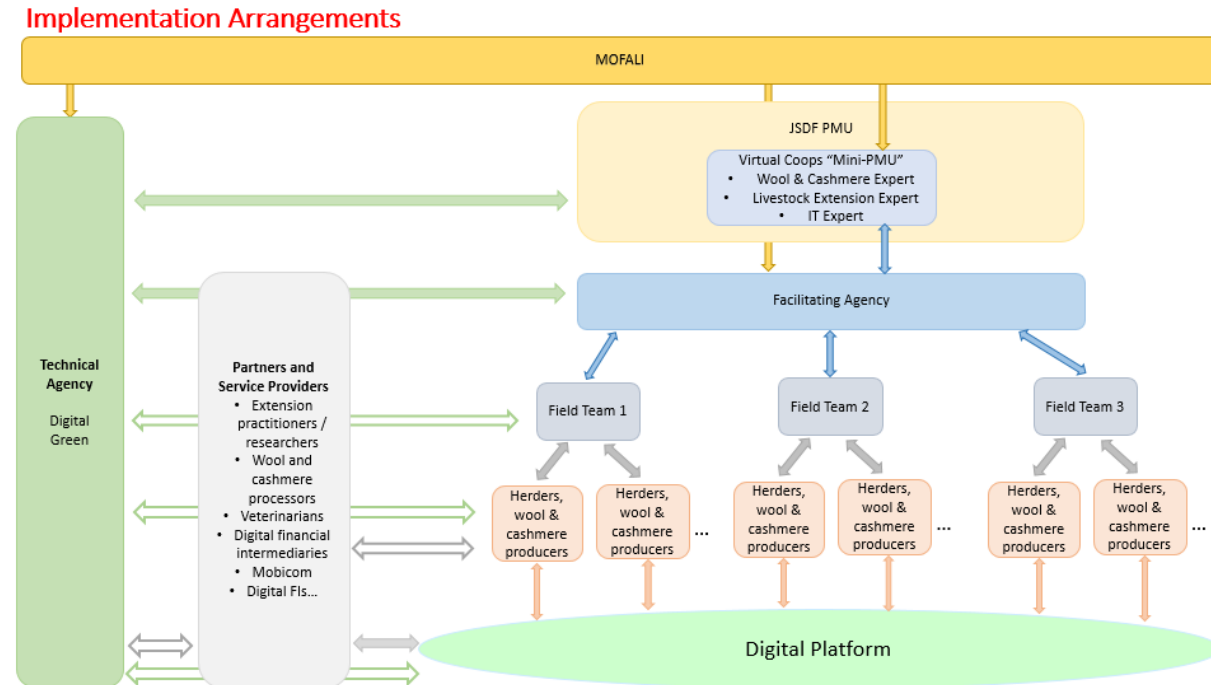 Implementation Arrangements
MOFALI
JSDF PMU
Virtual Coops “Mini-PMU”
• Wool & Cashmere Expert
• Livestock Extension Expert
• IT Expert
Facilitating Agency
Technical
Agency
Digital
Green
Partners and
Service Providers
• Extension
practitioners /
researchers
• Wool and
cashmere
processors
• Veterinarians
• Digital financial
intermediaries
• Mobicom
• Digital FIs...
Field Team 1
Field Team 2
Field Team 3
Herders,
wool &
cashmere
producers
Herders,
wool &
cashmere
producers
...
Herders,
wool &
cashmere
producers
Herders,
wool &
cashmere
producers
...
Herders,
wool &
cashmere
producers
Herders,
wool &
cashmere
producers
...
Digital Platform